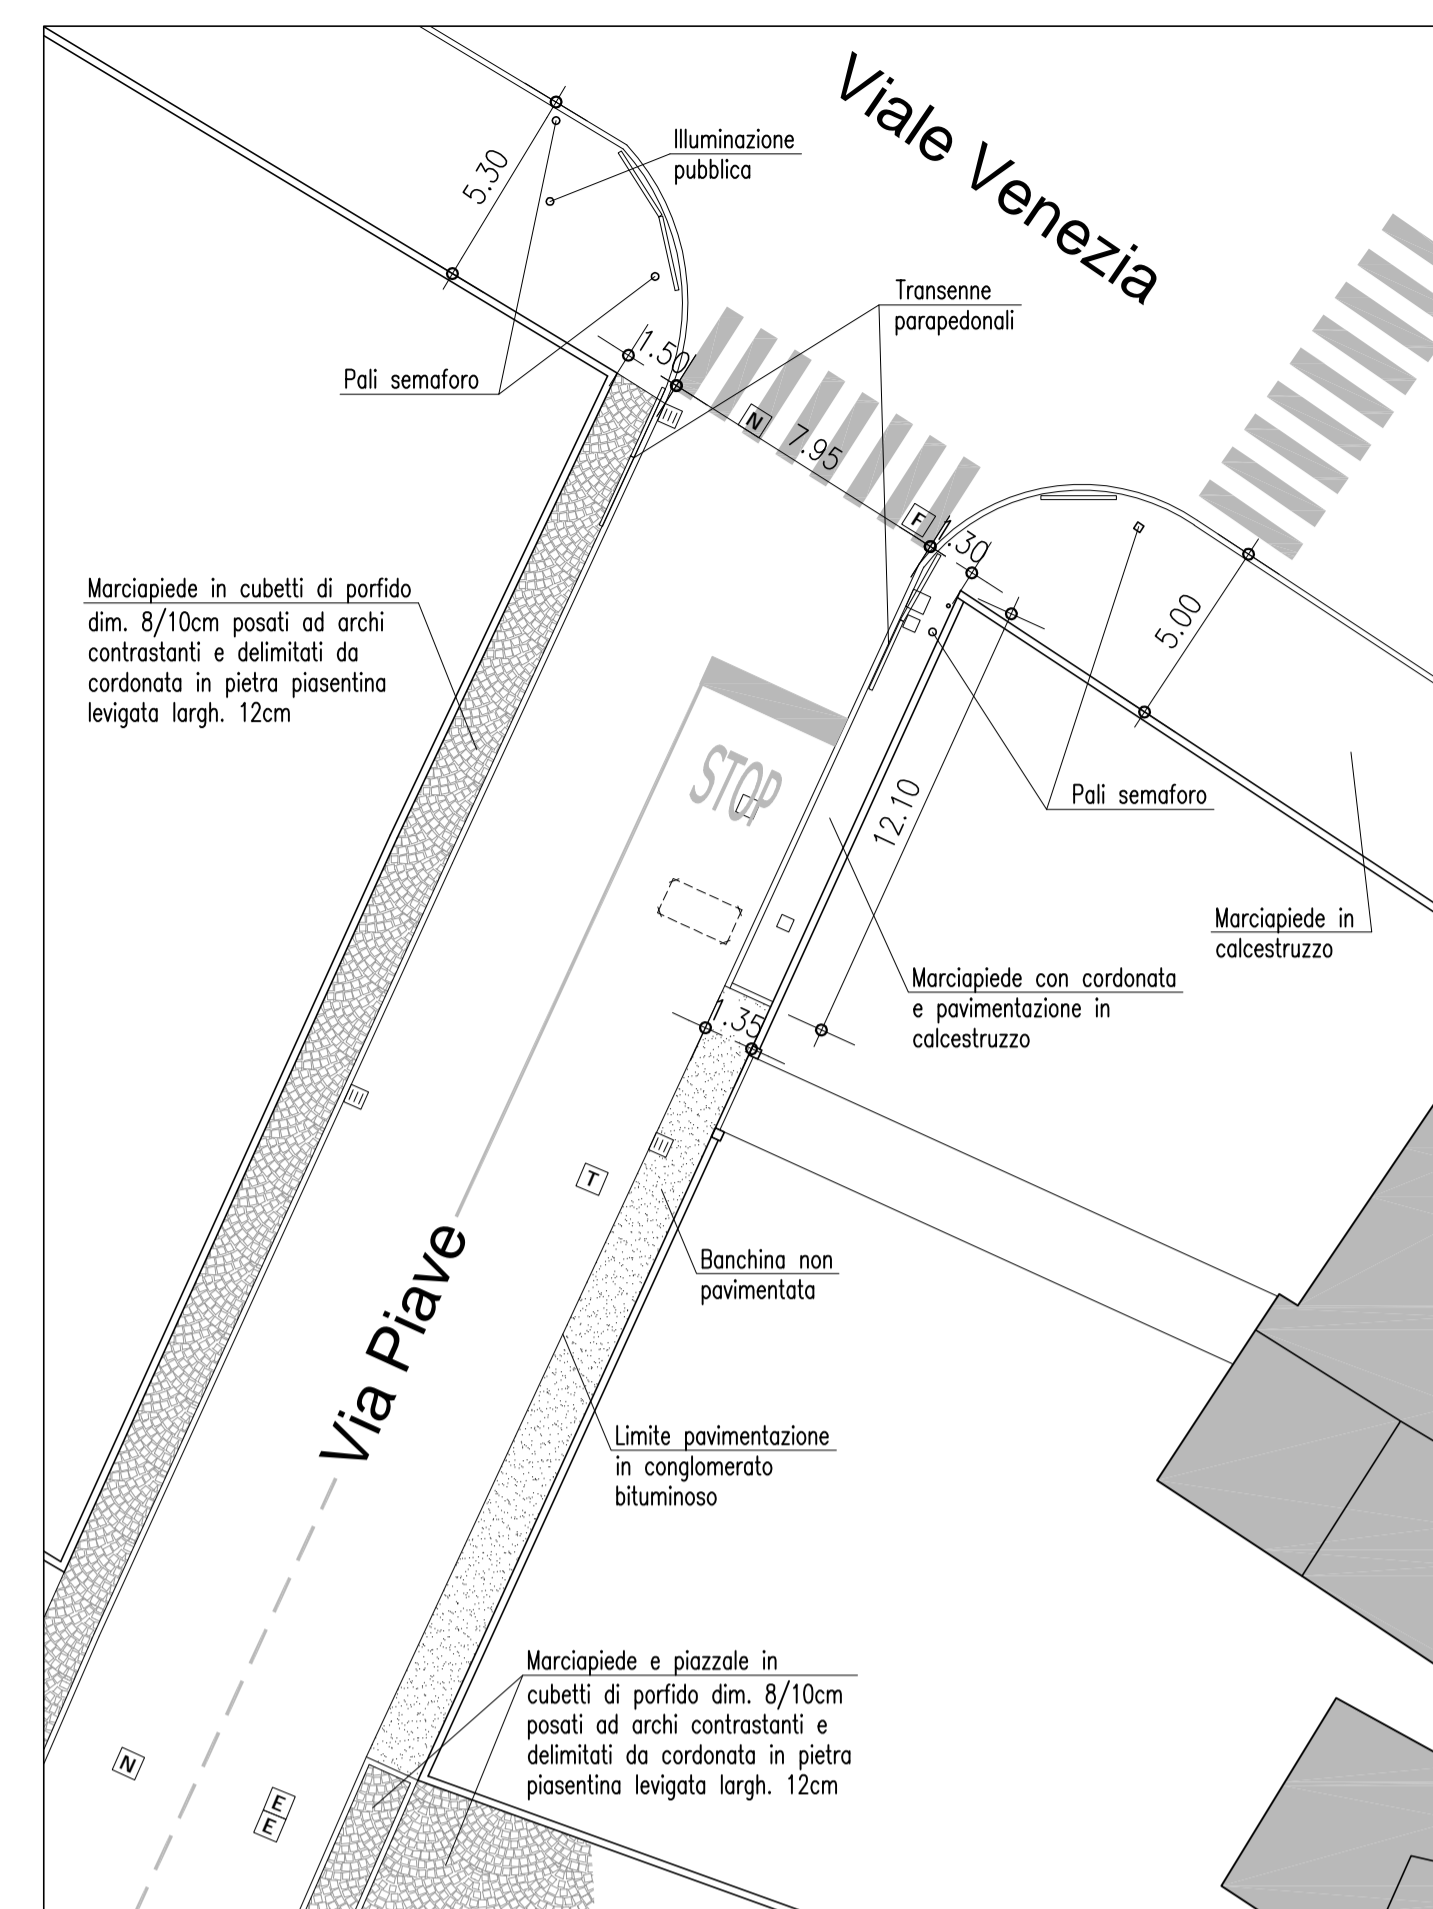 Viale Venezia
Illuminazione
pubblica
5.30
Transenne
parapedonali
1.50
Pali semaforo
N
7.95
F
1.30
Marciapiede in cubetti di porfido
dim. 8/10cm posati ad archi
contrastanti e delimitati da
cordonata in pietra piasentina
levigata largh. 12cm
5.00
STOP
Pali semaforo
12.10
Marciapiede in
calcestruzzo
Marciapiede con cordonata
e pavimentazione in
calcestruzzo
1.35
T
Banchina non
pavimentata
Via Piave
Limite pavimentazione
in conglomerato
bituminoso
Marciapiede e piazzale in
cubetti di porfido dim. 8/10cm
posati ad archi contrastanti e
delimitati da cordonata in pietra
piasentina levigata largh. 12cm
N
E
E